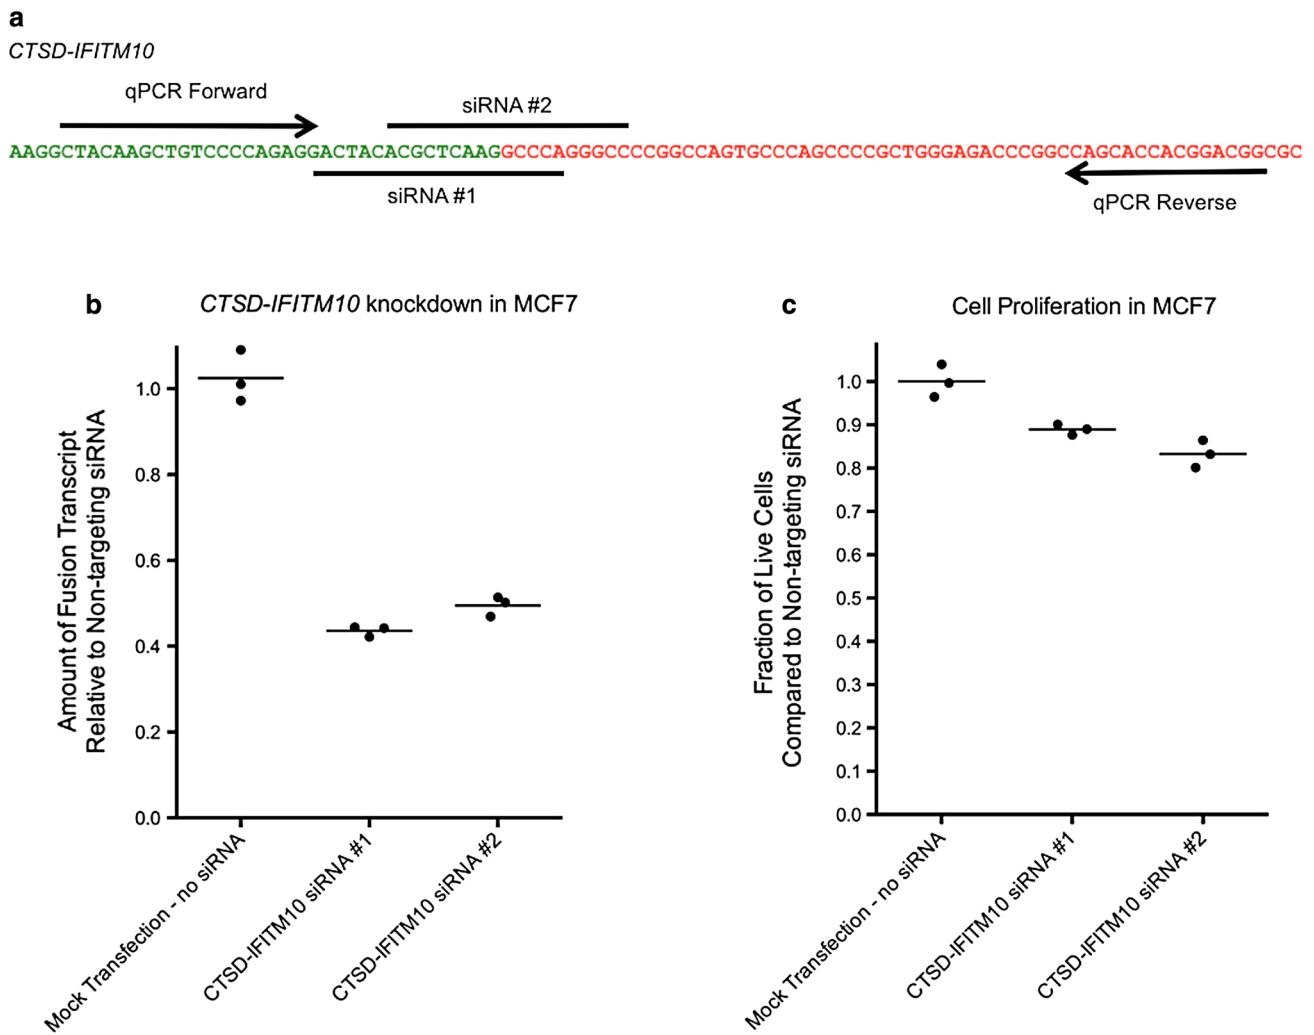 a
CTSD-IFITM10
qPCR Forward
siRNA #2
AAGGCTACAAGCTGTCCCCAGAGGACTACACGCTCAAGGCCCAGGGCCCCGGCCAGTGCCCAGCCCCGCTGGGAGACCCGGCCAGCACCACGGACGGCGC
siRNA #1
qPCR Reverse
b
CTSD-IFITM10 knockdown in MCF7
Amount of Fusion Transcript
Relative to Non-targeting siRNA
1.0
0.8
0.6
0.4
0.2
0.0
Mock Transfection - no siRNA
CTSD-IFITM10 siRNA #1
CTSD-IFITM10 siRNA #2
c
Cell Proliferation in MCF7
Fraction of Live Cells
Compared to Non-targeting siRNA
1.0
0.9
0.8
0.7
0.6
0.5
0.4
0.3
0.2
0.1
0.0
Mock Transfection - no siRNA
CTSD-IFITM10 siRNA #1
CTSD-IFITM10 siRNA #2